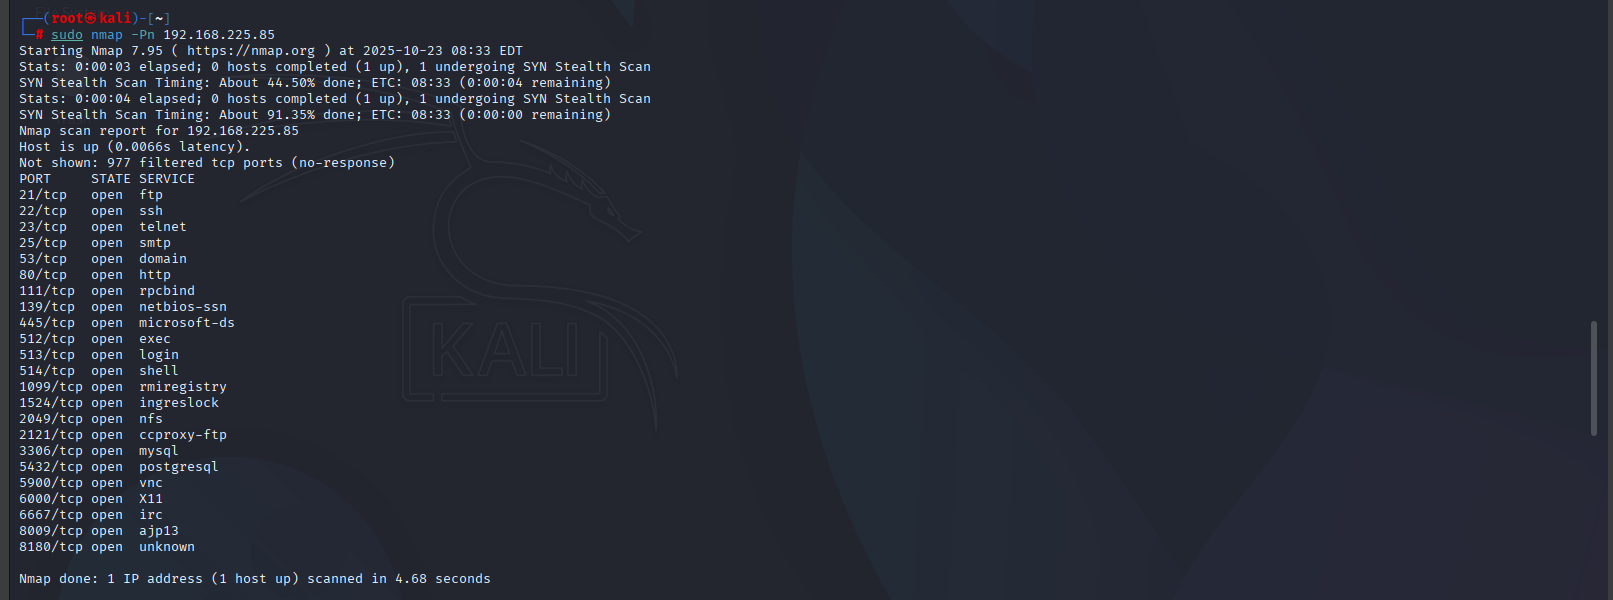 ┌──(root㉿kali)-[~]
└─# sudo nmap -Pn 192.168.225.85
Starting Nmap 7.95 ( https://nmap.org ) at 2025-10-23 08:33 EDT
Stats: 0:00:03 elapsed; 0 hosts completed (1 up), 1 undergoing SYN Stealth Scan
SYN Stealth Scan Timing: About 44.50% done; ETC: 08:33 (0:00:04 remaining)
Stats: 0:00:04 elapsed; 0 hosts completed (1 up), 1 undergoing SYN Stealth Scan
SYN Stealth Scan Timing: About 91.35% done; ETC: 08:33 (0:00:00 remaining)
Nmap scan report for 192.168.225.85
Host is up (0.0066s latency).
Not shown: 977 filtered tcp ports (no-response)
PORT     STATE SERVICE
21/tcp   open  ftp
22/tcp   open  ssh
23/tcp   open  telnet
25/tcp   open  smtp
53/tcp   open  domain
80/tcp   open  http
111/tcp  open  rpcbind
139/tcp  open  netbios-ssn
445/tcp  open  microsoft-ds
512/tcp  open  exec
513/tcp  open  login
514/tcp  open  shell
1099/tcp open  rmiregistry
1524/tcp open  ingreslock
2049/tcp open  nfs
2121/tcp open  ccproxy-ftp
3306/tcp open  mysql
5432/tcp open  postgresql
5900/tcp open  vnc
6000/tcp open  X11
6667/tcp open  irc
8009/tcp open  ajp13
8180/tcp open  unknown
Nmap done: 1 IP address (1 host up) scanned in 4.68 seconds
KALI